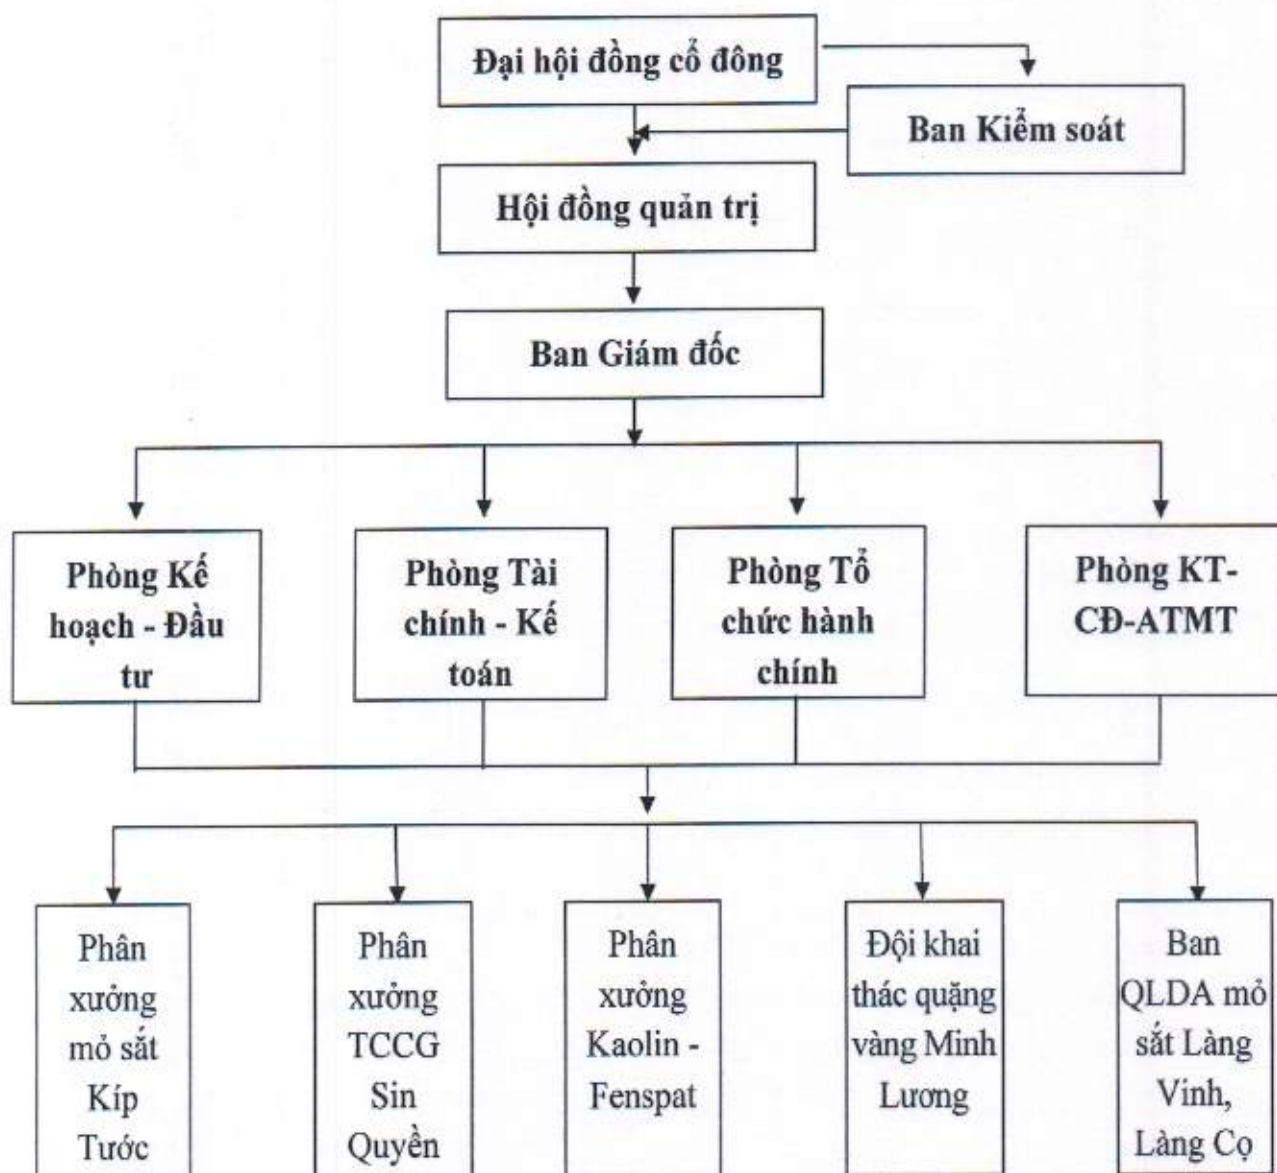 Đại hội đồng cổ đông
Ban Kiểm soát
Hội đồng quản trị
Ban Giám đốc
Phòng Kế
hoạch - Đầu
tư
Phòng Tài
chính - Kế
toán
Phòng Tổ
chức hành
chính
Phòng KT-
CĐ-ATMT
Phân
xưởng
mỏ sắt
Kíp
Tước
Phân
xưởng
TCCG
Sin
Quyền
Phân
xưởng
Kaolin -
Fenspat
Đội khai
thác quặng
vàng Minh
Lương
Ban
QLDA mỏ
sắt Làng
Vinh,
Làng Cọ